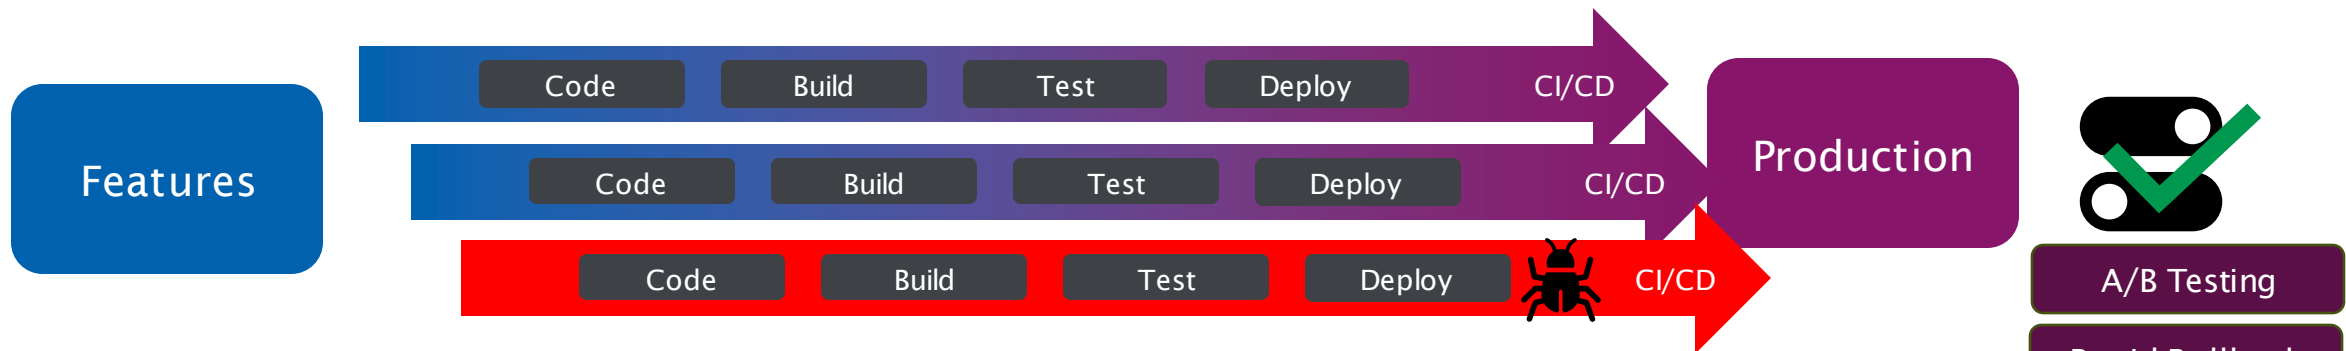 Features
Code Build Test Deploy CI/CD
Code Build Test Deploy CI/CD
Code Build Test Deploy CI/CD
Production
A/B Testing